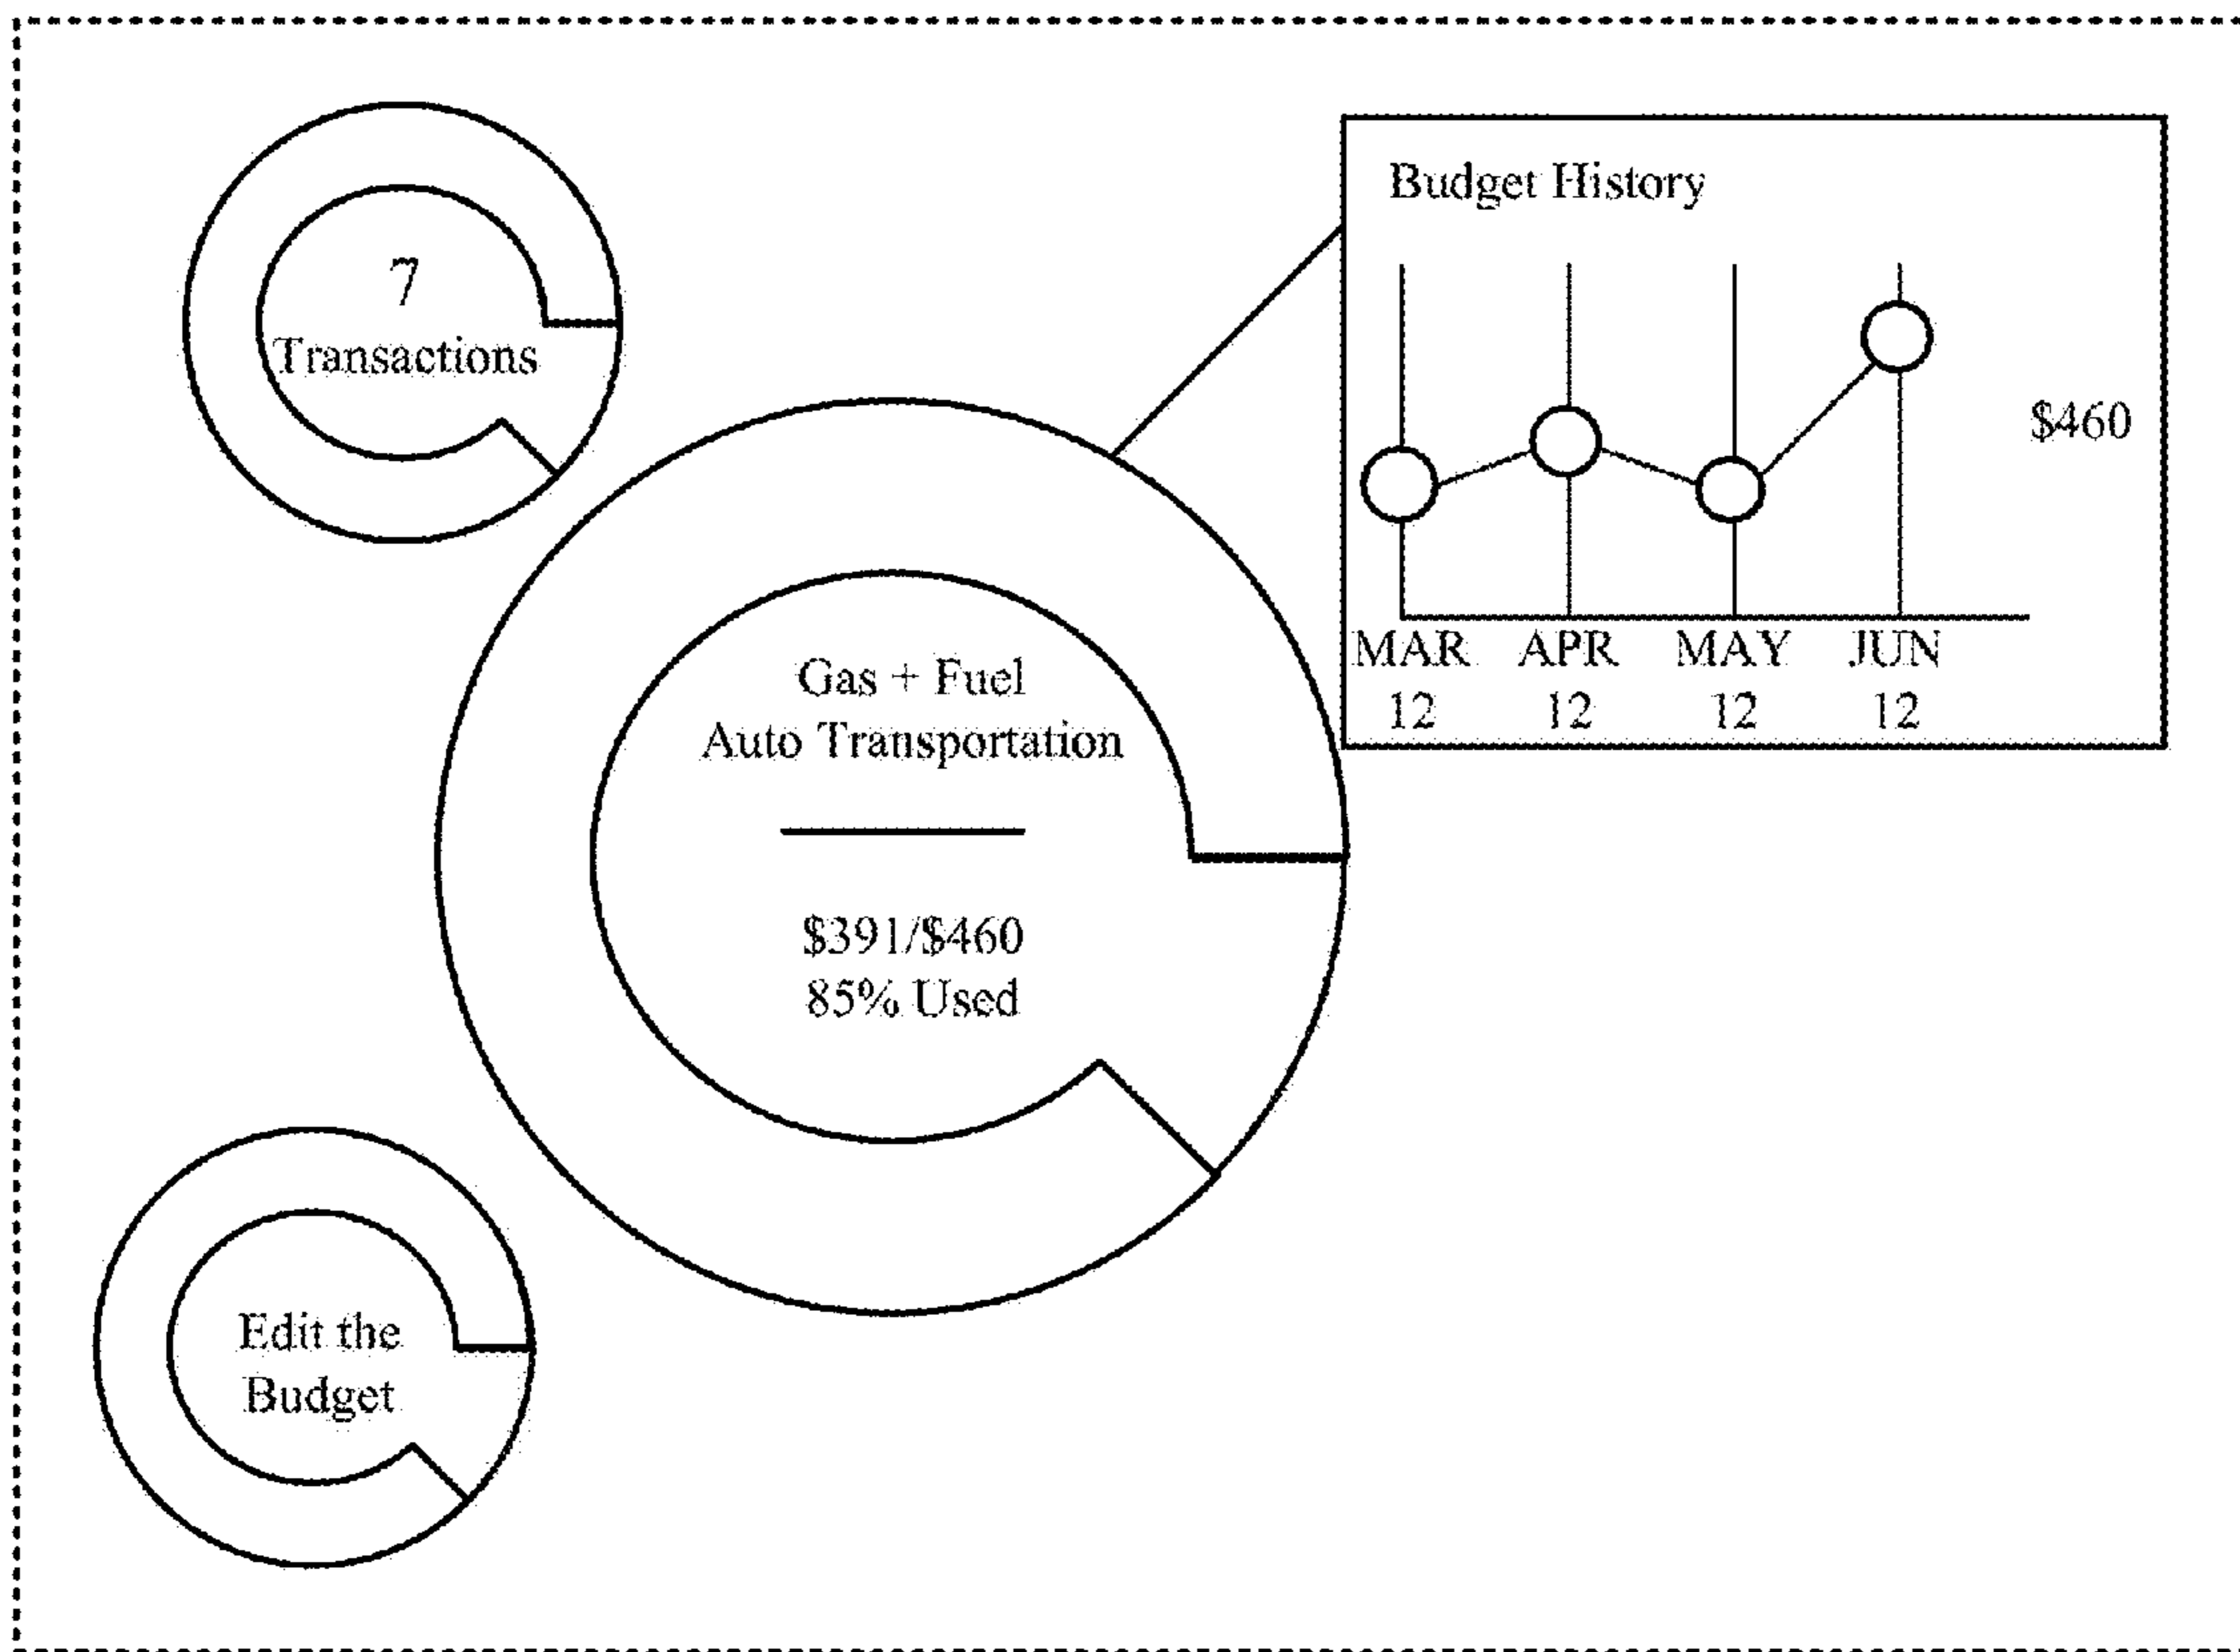 7
Transactions
Budget History
$460
MAR APR MAY JUN
12 12 12 12
Gas + Fuel
Auto Transportation
$391/$460
85% Used
Edit the
Budget